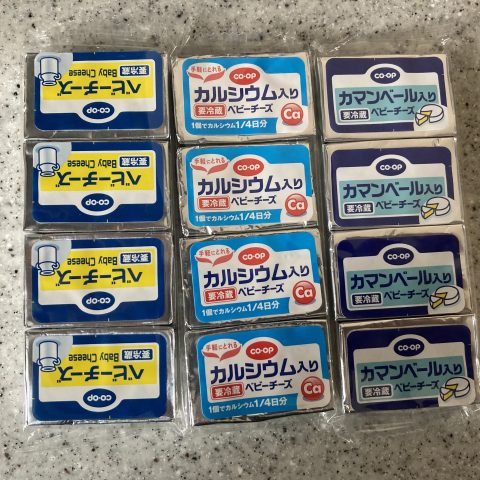 CO·OP
ベビーチーズ
Baby Cheese
要冷蔵
手軽にとれる
CO·OP
カルシウム入り
要冷蔵 ベビーチーズ
1個でカルシウム1/4日分
Ca
CO·OP
カマンベール入り
要冷蔵 ベビーチーズ
CO·OP
ベビーチーズ
Baby Cheese
要冷蔵
手軽にとれる
CO·OP
カルシウム入り
要冷蔵 ベビーチーズ
1個でカルシウム1/4日分
Ca
CO·OP
カマンベール入り
要冷蔵 ベビーチーズ
CO·OP
ベビーチーズ
Baby Cheese
要冷蔵
手軽にとれる
CO·OP
カルシウム入り
要冷蔵 ベビーチーズ
1個でカルシウム1/4日分
Ca
CO·OP
カマンベール入り
要冷蔵 ベビーチーズ
CO·OP
ベビーチーズ
Baby Cheese
要冷蔵
手軽にとれる
CO·OP
カルシウム入り
要冷蔵 ベビーチーズ
1個でカルシウム1/4日分
Ca
CO·OP
カマンベール入り
要冷蔵 ベビーチーズ